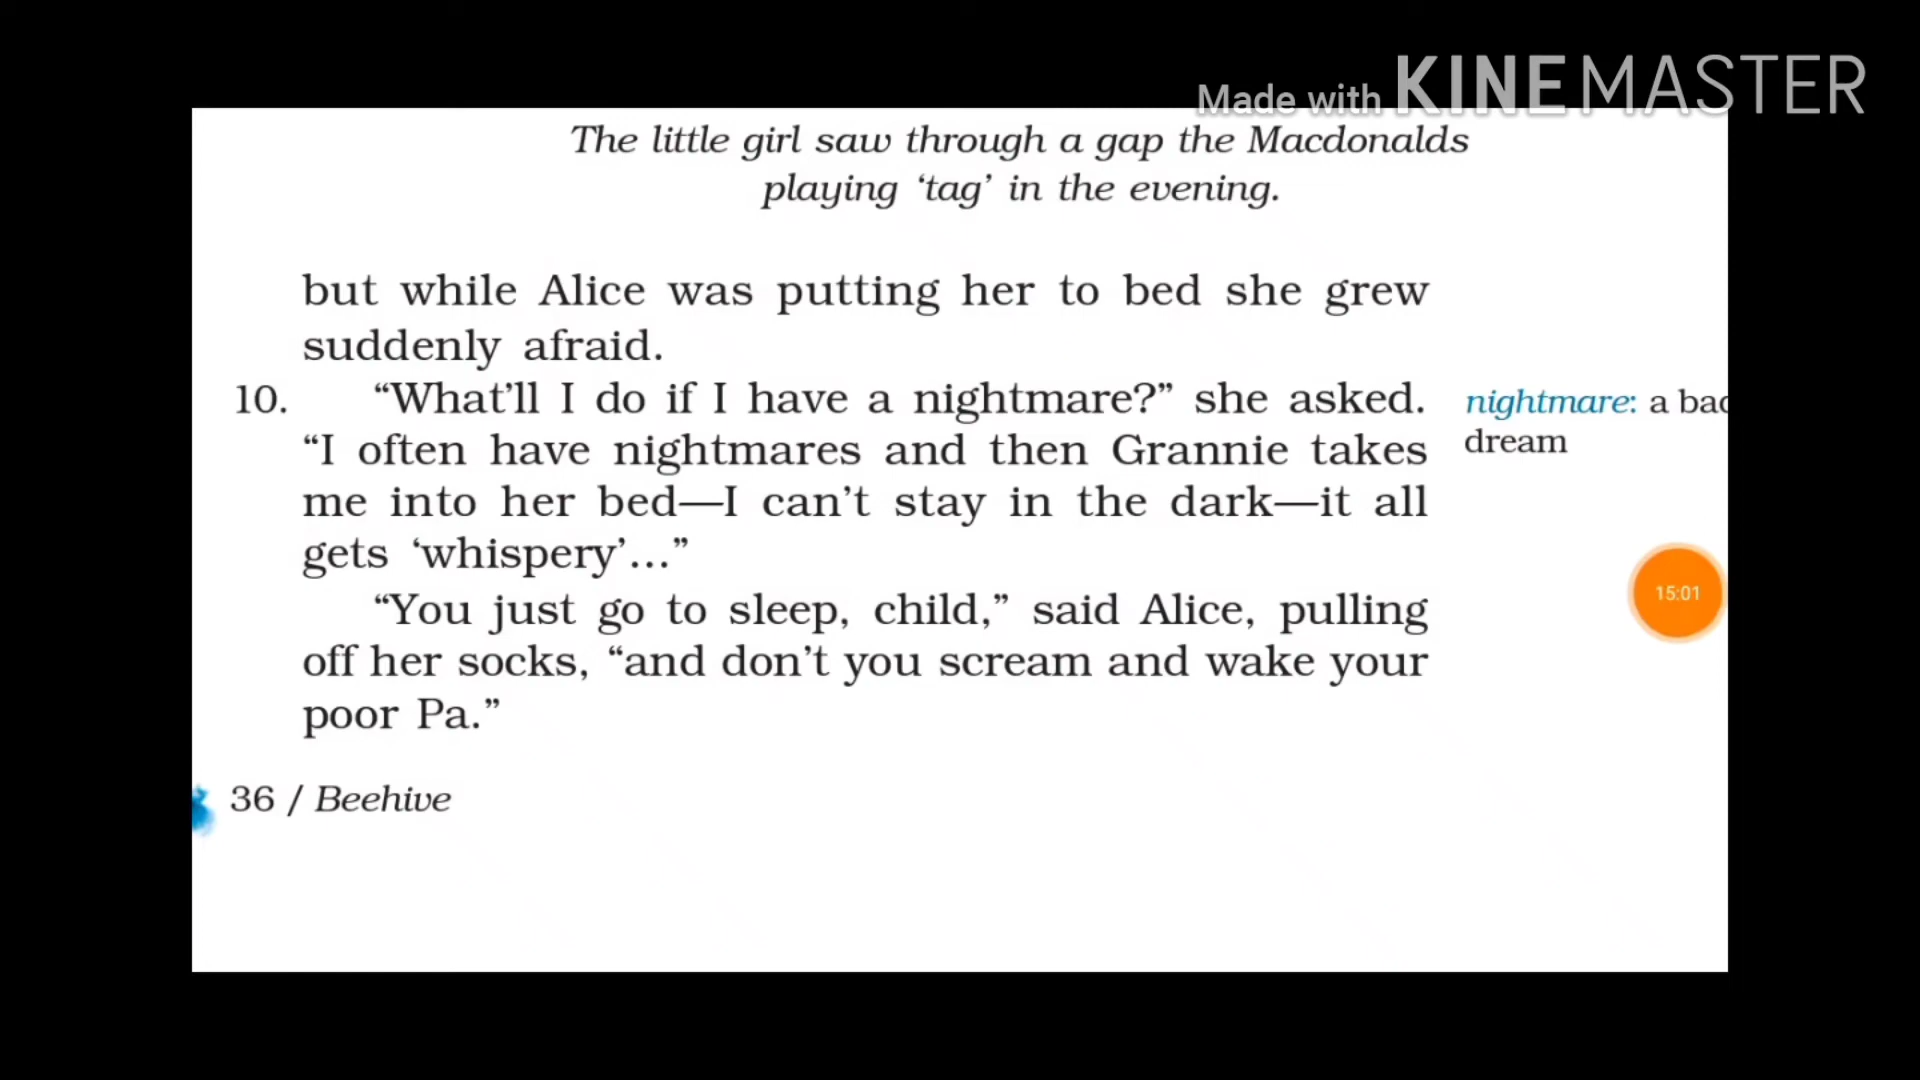 Made with KINEMASTER
The little girl saw through a gap the Macdonalds
playing ‘tag’ in the evening.
but while Alice was putting her to bed she grew
suddenly afraid.
10. “What’ll I do if I have a nightmare?” she asked.
“I often have nightmares and then Grannie takes
me into her bed—I can’t stay in the dark—it all
gets ‘whispery’...”
nightmare: a bad
dream
15:01
“You just go to sleep, child,” said Alice, pulling
off her socks, “and don’t you scream and wake your
poor Pa.”
36 / Beehive